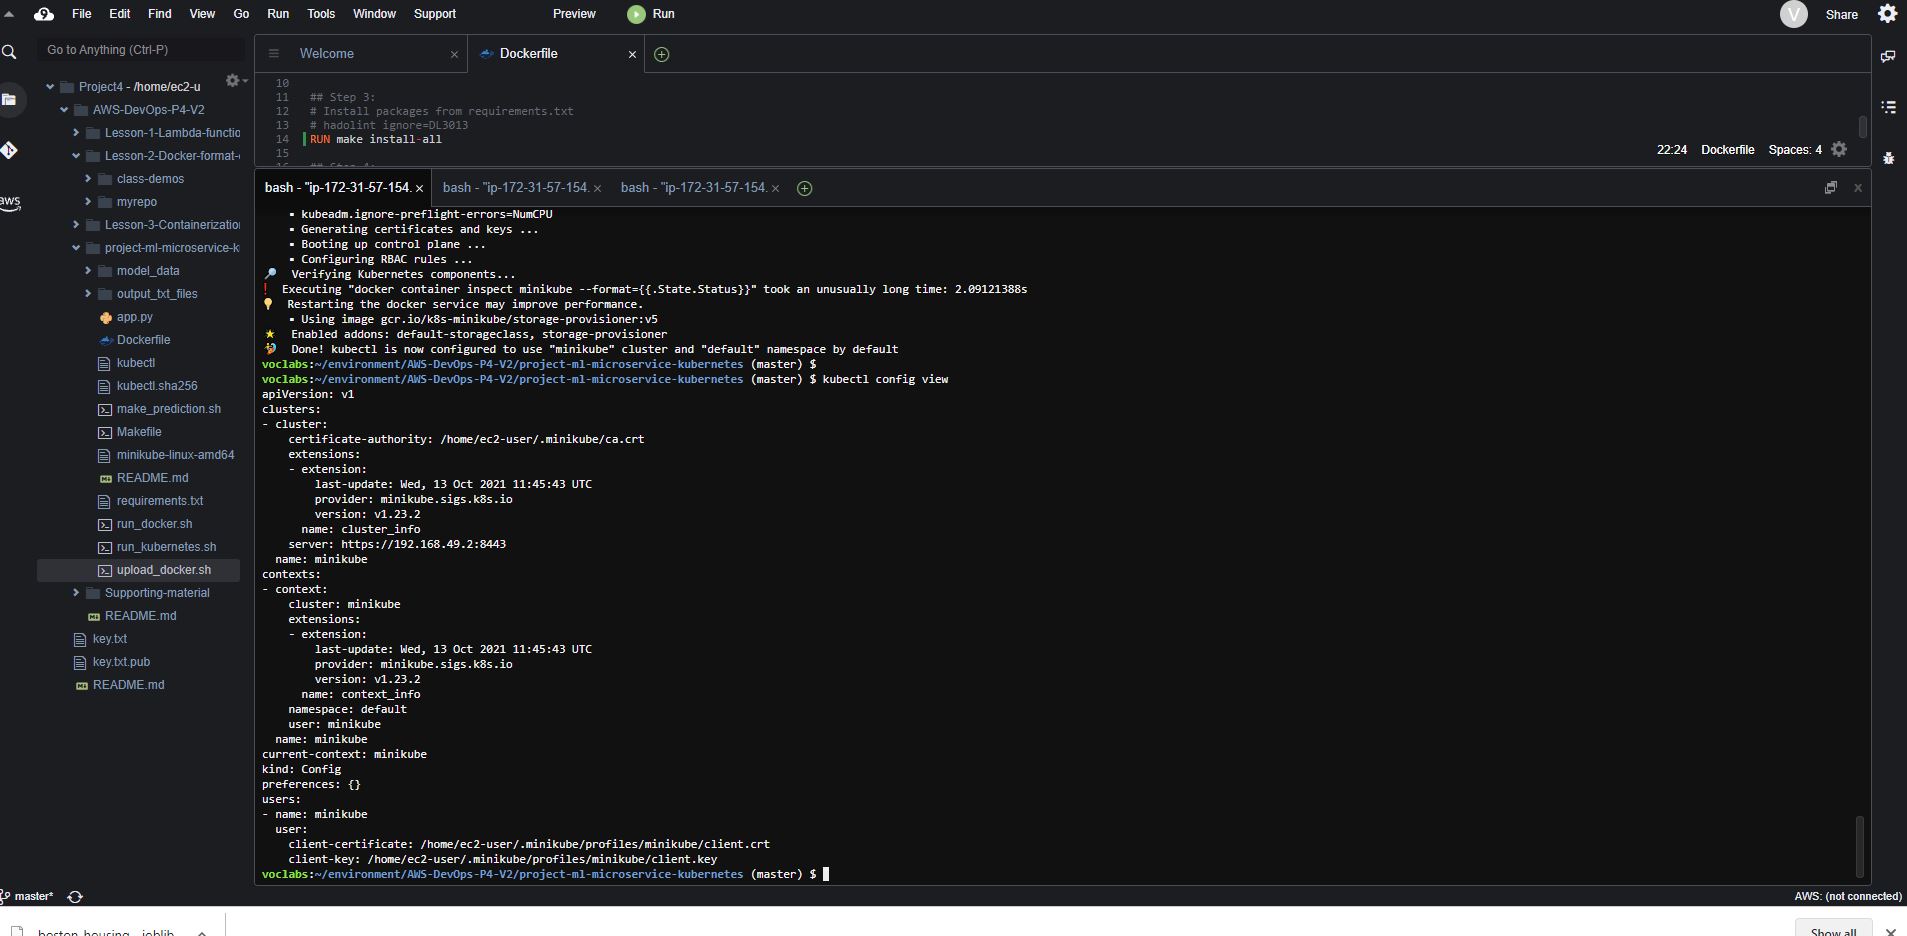 File Edit Find View Go Run Tools Window Support Preview Run V Share
Go to Anything (Ctrl-P)
Welcome
Dockerfile
Project4 - /home/ec2-u
AWS-DevOps-P4-V2
Lesson-1-Lambda-functio
Lesson-2-Docker-format-
class-demos
myrepo
Lesson-3-Containerization
project-ml-microservice-k
model_data
output_txt_files
app.py
Dockerfile
kubectl
kubectl.sha256
make_prediction.sh
Makefile
minikube-linux-amd64
README.md
requirements.txt
run_docker.sh
run_kubernetes.sh
upload_docker.sh
Supporting-material
README.md
key.txt
key.txt.pub
README.md
aws
10
11 ## Step 3:
12 # Install packages from requirements.txt
13 # hadolint ignore=DL3013
14 RUN make install-all
15
16 ## Step 4:
22:24 Dockerfile Spaces: 4
bash - "ip-172-31-57-154. bash - "ip-172-31-57-154. bash - "ip-172-31-57-154.
▪ kubeadm.ignore-preflight-errors=NumCPU
▪ Generating certificates and keys ...
▪ Booting up control plane ...
▪ Configuring RBAC rules ...
Verifying Kubernetes components...
! Executing "docker container inspect minikube --format={{.State.Status}}" took an unusually long time: 2.09121388s
Restarting the docker service may improve performance.
▪ Using image gcr.io/k8s-minikube/storage-provisioner:v5
Enabled addons: default-storageclass, storage-provisioner
Done! kubectl is now configured to use "minikube" cluster and "default" namespace by default
voclabs:~/environment/AWS-DevOps-P4-V2/project-ml-microservice-kubernetes (master) $
voclabs:~/environment/AWS-DevOps-P4-V2/project-ml-microservice-kubernetes (master) $ kubectl config view
apiVersion: v1
clusters:
- cluster:
certificate-authority: /home/ec2-user/.minikube/ca.crt
extensions:
- extension:
last-update: Wed, 13 Oct 2021 11:45:43 UTC
provider: minikube.sigs.k8s.io
version: v1.23.2
name: cluster_info
server: https://192.168.49.2:8443
name: minikube
contexts:
- context:
cluster: minikube
extensions:
- extension:
last-update: Wed, 13 Oct 2021 11:45:43 UTC
provider: minikube.sigs.k8s.io
version: v1.23.2
name: context_info
namespace: default
user: minikube
name: minikube
current-context: minikube
kind: Config
preferences: {}
users:
- name: minikube
user:
client-certificate: /home/ec2-user/.minikube/profiles/minikube/client.crt
client-key: /home/ec2-user/.minikube/profiles/minikube/client.key
voclabs:~/environment/AWS-DevOps-P4-V2/project-ml-microservice-kubernetes (master) $
master* AWS: (not connected)
boston_housing_ joblib Show all